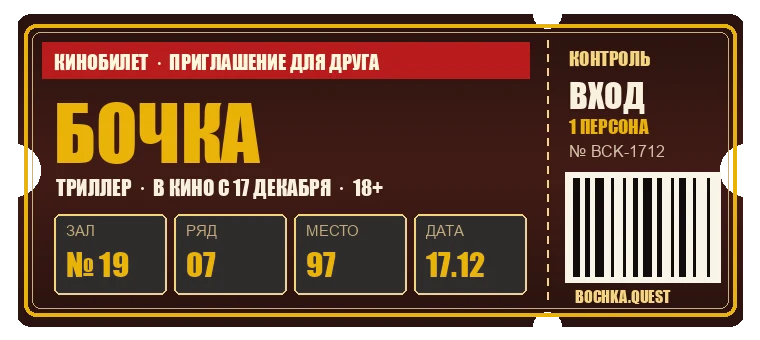 КИНОБИЛЕТ · ПРИГЛАШЕНИЕ ДЛЯ ДРУГА
БОЧКА
ТРИЛЛЕР · В КИНО С 17 ДЕКАБРЯ · 18+
ЗАЛ
№ 19
РЯД
07
МЕСТО
97
ДАТА
17.12
КОНТРОЛЬ
ВХОД
1 ПЕРСОНА
№ BCK-1712
BOCHKA.QUEST